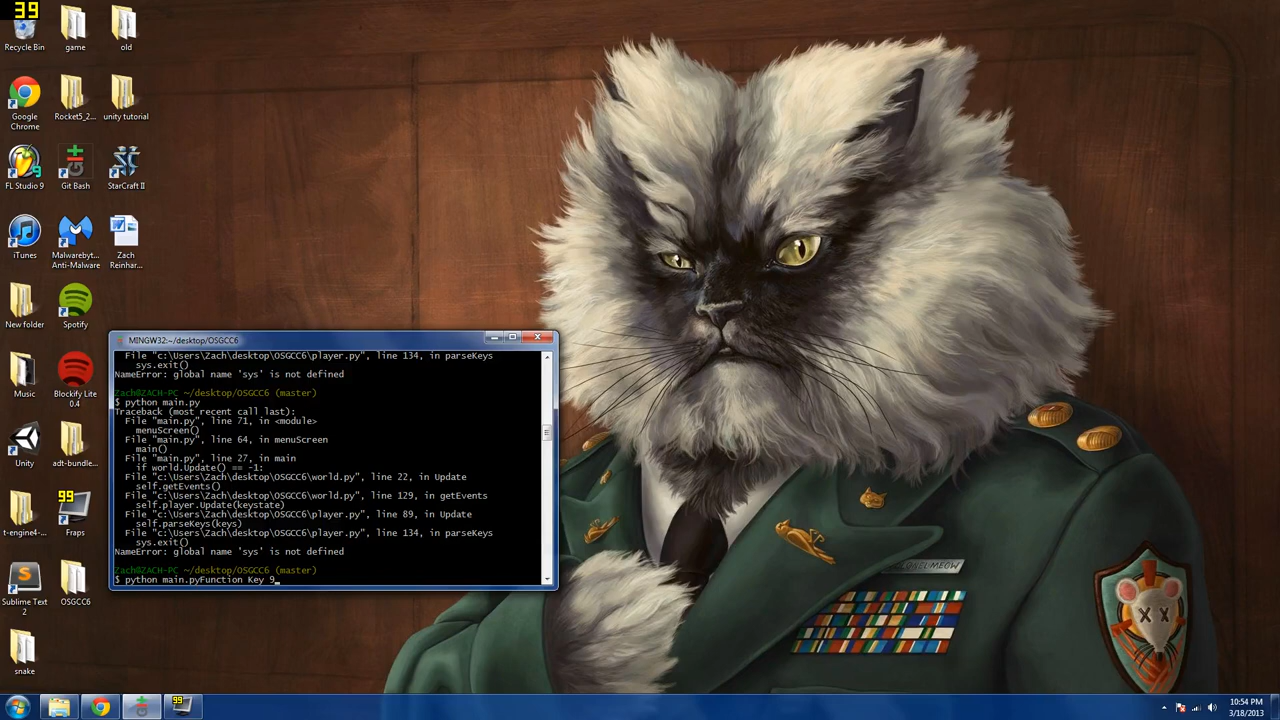 39
Recycle Bin
game
old
Google Chrome
Rocket5_2...
unity tutorial
FL Studio 9
Git Bash
StarCraft II
iTunes
Malwarebyt... Anti-Malware
Zach Reinhar...
New folder
Spotify
Music
Blockify Lite 0.4
Unity
adt-bundle...
t-engine4-...
99
Fraps
Sublime Text 2
OSGCC6
snake
MINGW32:~/desktop/OSGCC6
File "c:\Users\Zach\desktop\OSGCC6\player.py", line 134, in parseKeys
sys.exit()
NameError: global name 'sys' is not defined
Zach@ZACH-PC ~/desktop/OSGCC6 (master)
$ python main.py
Traceback (most recent call last):
File "main.py", line 71, in <module>
menuScreen()
File "main.py", line 64, in menuScreen
main()
File "main.py", line 27, in main
if world.Update() == -1:
File "c:\Users\Zach\desktop\OSGCC6\world.py", line 22, in Update
self.getEvents()
File "c:\Users\Zach\desktop\OSGCC6\world.py", line 129, in getEvents
self.player.Update(keystate)
File "c:\Users\Zach\desktop\OSGCC6\player.py", line 89, in Update
self.parseKeys(keys)
File "c:\Users\Zach\desktop\OSGCC6\player.py", line 134, in parseKeys
sys.exit()
NameError: global name 'sys' is not defined
Zach@ZACH-PC ~/desktop/OSGCC6 (master)
$ python main.pyFunction Key 9
99
10:54 PM
3/18/2013